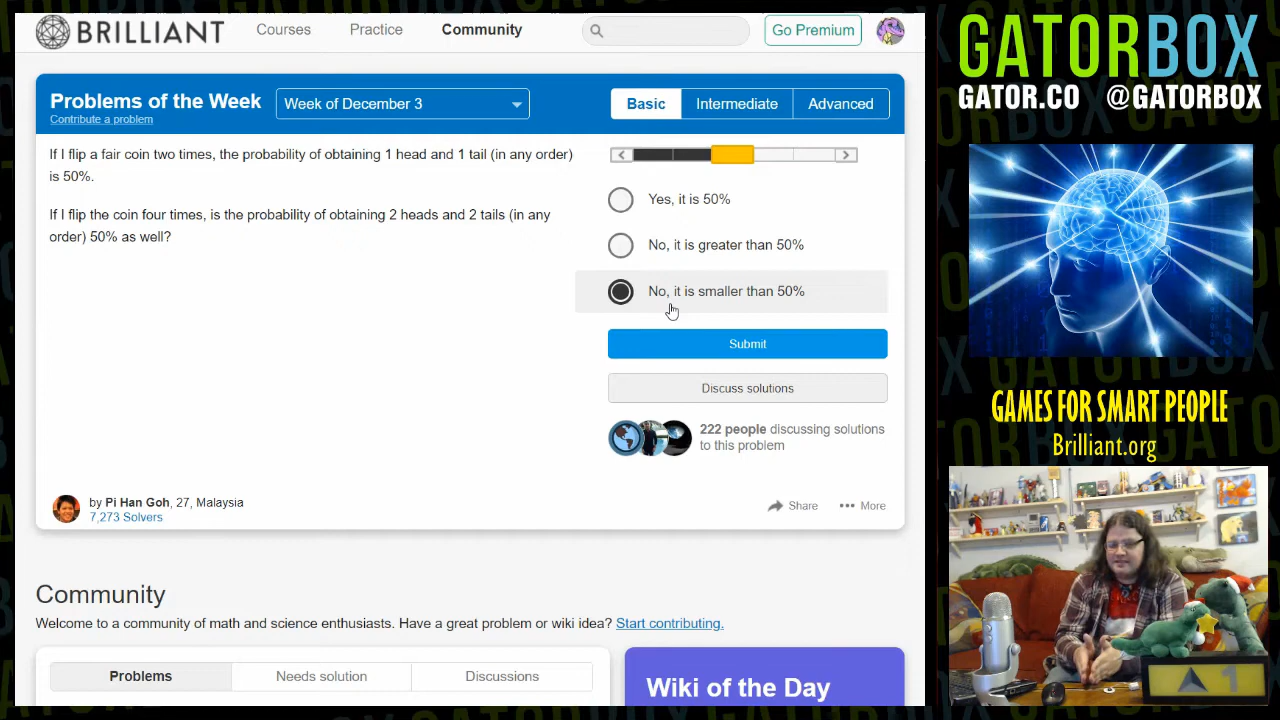 BRILLIANT
Courses
Practice
Community
Go Premium
Problems of the Week
Contribute a problem
Week of December 3
Basic
Intermediate
Advanced
If I flip a fair coin two times, the probability of obtaining 1 head and 1 tail (in any order)
is 50%.
If I flip the coin four times, is the probability of obtaining 2 heads and 2 tails (in any
order) 50% as well?
Yes, it is 50%
No, it is greater than 50%
No, it is smaller than 50%
Submit
Discuss solutions
222 people discussing solutions
to this problem
by Pi Han Goh, 27, Malaysia
7,273 Solvers
Share
More
Community
Welcome to a community of math and science enthusiasts. Have a great problem or wiki idea? Start contributing.
Problems
Needs solution
Discussions
Wiki of the Day
GATORBOX
GATOR.CO @GATORBOX
GAMES FOR SMART PEOPLE
Brilliant.org
1